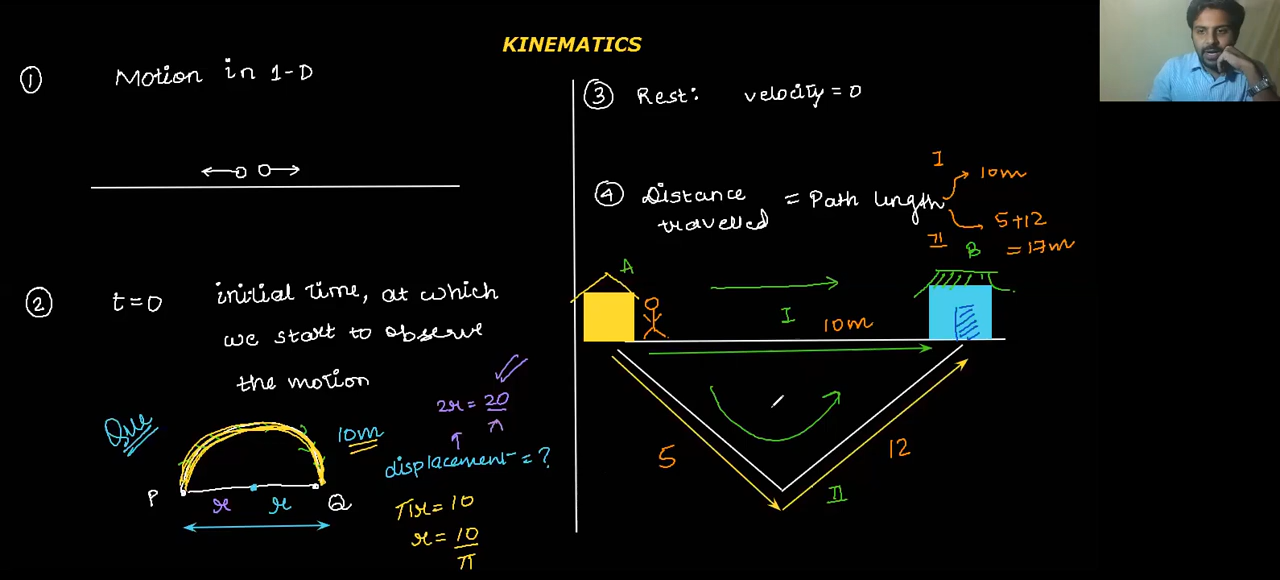 KINEMATICS
① Motion in 1-D
② t=0 initial Time, at which
we start to observe
the motion
Que
10m
2r = 20/π
displacement = ?
πr = 10
r = 10/π
P
r
r
Q
③ Rest: velocity = 0
④ Distance
travelled = Path length
I
10m
II
5+12
= 17m
A
B
I
10m
5
12
II